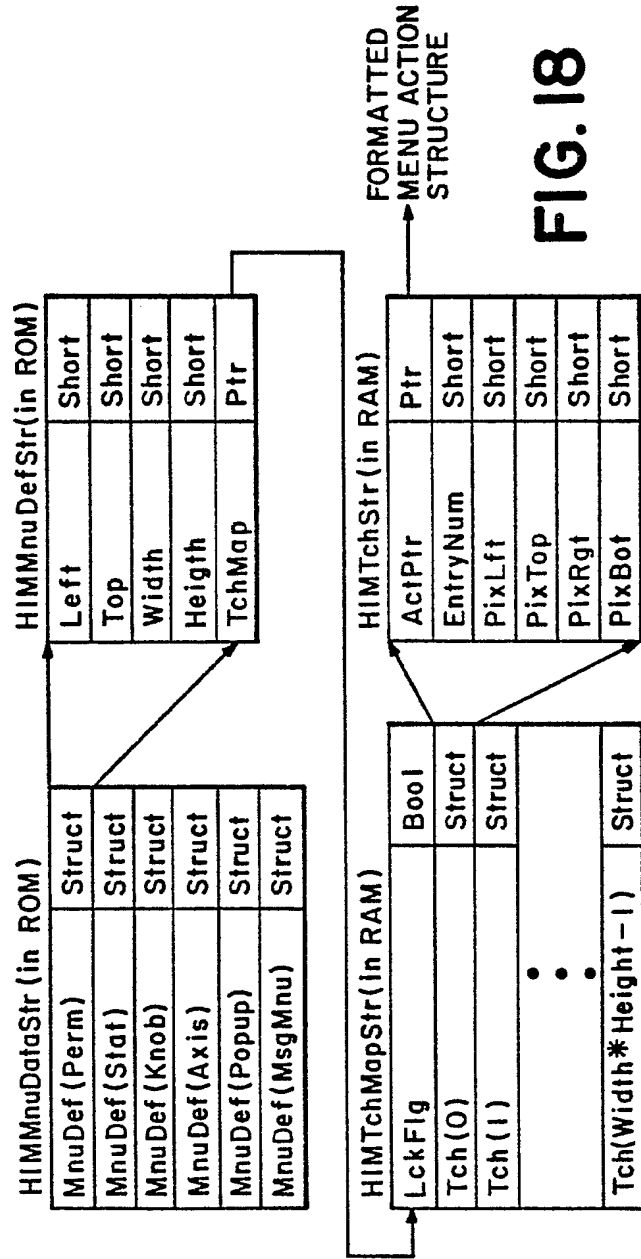 HIMMnuDataStr (in ROM)
MnuDef(Perm) Struct
MnuDef(Stat) Struct
MnuDef(Knob) Struct
MnuDef(Axis) Struct
MnuDef(Popup) Struct
MnuDef(MsgMnu) Struct
HIMMnuDefStr(in ROM)
Left Short
Top Short
Width Short
Heigth Short
TchMap Ptr
HIMTchMapStr(in RAM)
LckFlg Bool
Tch(0) Struct
Tch(1) Struct
Tch(Width*Height-1) Struct
HIMTchStr(in RAM)
ActPtr Ptr
EntryNum Short
PixLft Short
PixTop Short
PixRgt Short
PixBot Short
FORMATTED
MENU ACTION
STRUCTURE
FIG. 18